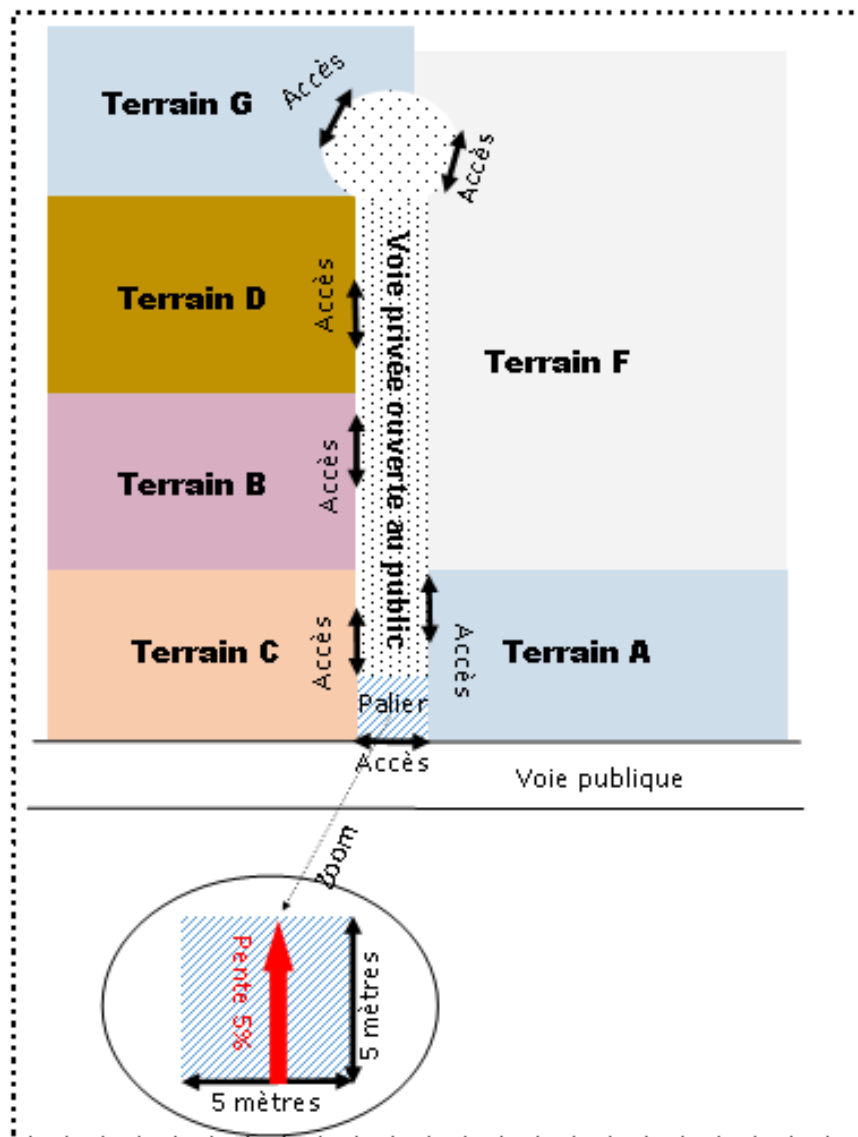 Accès
Terrain G
Accès
Terrain D
Accès
Voie privée ouverte au public
Terrain F
Terrain B
Accès
Terrain C
Accès
Accès
Terrain A
Palier
Accès
Voie publique
Zoom
Pente 5%
5 mètres
5 mètres